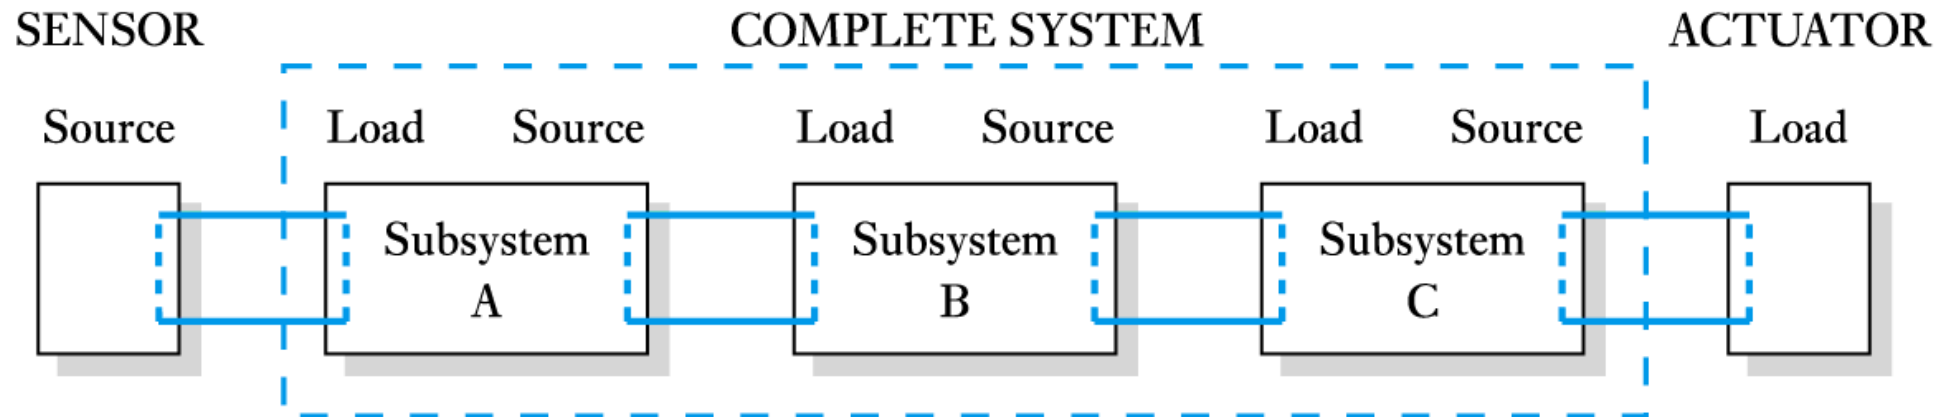 SENSOR COMPLETE SYSTEM ACTUATOR
Source Load Source Load Source Load Source Load
Subsystem Subsystem Subsystem
A B C